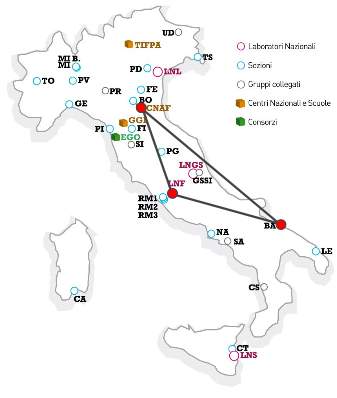 UD
TIFPA
Laboratori Nazionali
MI B.
MI
TS
Sezioni
PD
LNL
TO
PV
Gruppi collegati
PR
FE
BO
CNAF
Centri Nazionali e Scuole
GE
GGI
Consorzi
PI
FI
EGO
SI
PG
LNGS
GSSI
LNF
RM1
RM2
RM3
BA
NA
SA
LE
CS
CA
CT
LNS